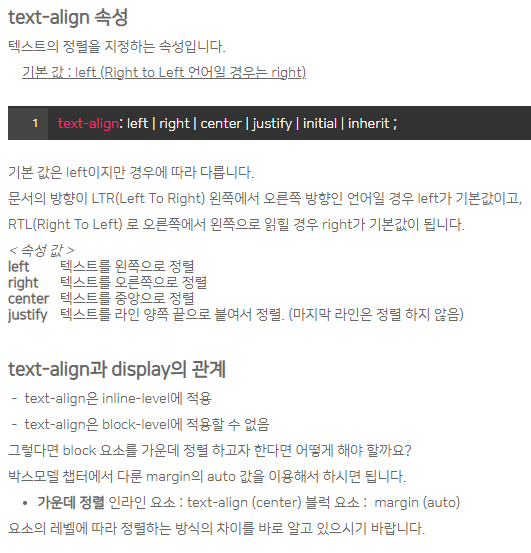 text-align 속성
텍스트의 정렬을 지정하는 속성입니다.
기본 값 : left (Right to Left 언어일 경우는 right)
1 text-align: left | right | center | justify | initial | inherit ;
기본 값은 left이지만 경우에 따라 다릅니다.
문서의 방향이 LTR(Left To Right) 왼쪽에서 오른쪽 방향인 언어일 경우 left가 기본값이고,
RTL(Right To Left) 로 오른쪽에서 왼쪽으로 읽힐 경우 right가 기본값이 됩니다.
< 속성 값 >
left 텍스트를 왼쪽으로 정렬
right 텍스트를 오른쪽으로 정렬
center 텍스트를 중앙으로 정렬
justify 텍스트를 라인 양쪽 끝으로 붙여서 정렬. (마지막 라인은 정렬 하지 않음)
text-align과 display의 관계
- text-align은 inline-level에 적용
- text-align은 block-level에 적용할 수 없음
그렇다면 block 요소를 가운데 정렬 하고자 한다면 어떻게 해야 할까요?
박스모델 챕터에서 다룬 margin의 auto 값을 이용해서 하시면 됩니다.
• 가운데 정렬 인라인 요소 : text-align (center) 블럭 요소 : margin (auto)
요소의 레벨에 따라 정렬하는 방식의 차이를 바로 알고 있으시기 바랍니다.